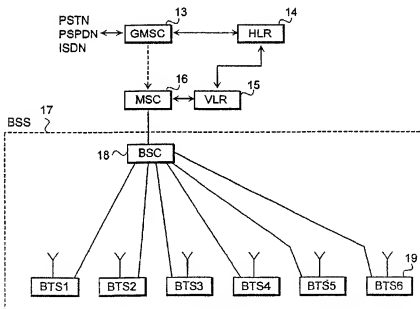 PSTN
PSPDN
ISDN
13
GMSC
14
HLR
16
MSC
15
VLR
17
BSS
18
BSC
19
BTS1
BTS2
BTS3
BTS4
BTS5
BTS6